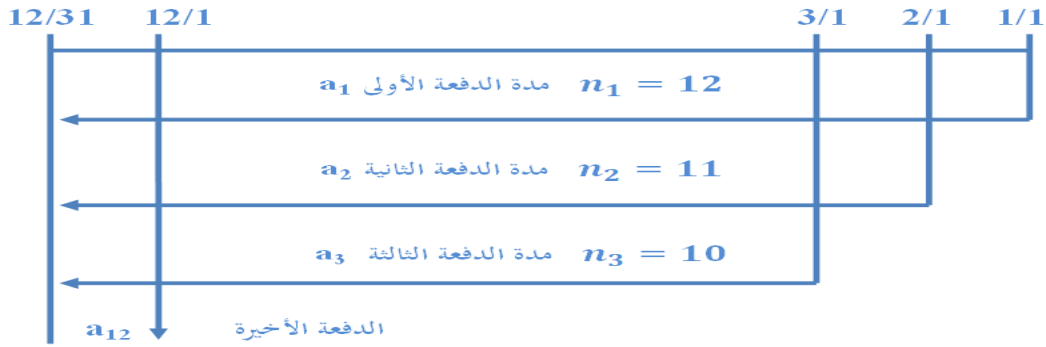 1/1 2/1 3/1 12/1 12/31
n₁ = 12 مدة الدفعة الأولى a₁
n₂ = 11 مدة الدفعة الثانية a₂
n₃ = 10 مدة الدفعة الثالثة a₃
الدفعة الأخيرة a₁₂